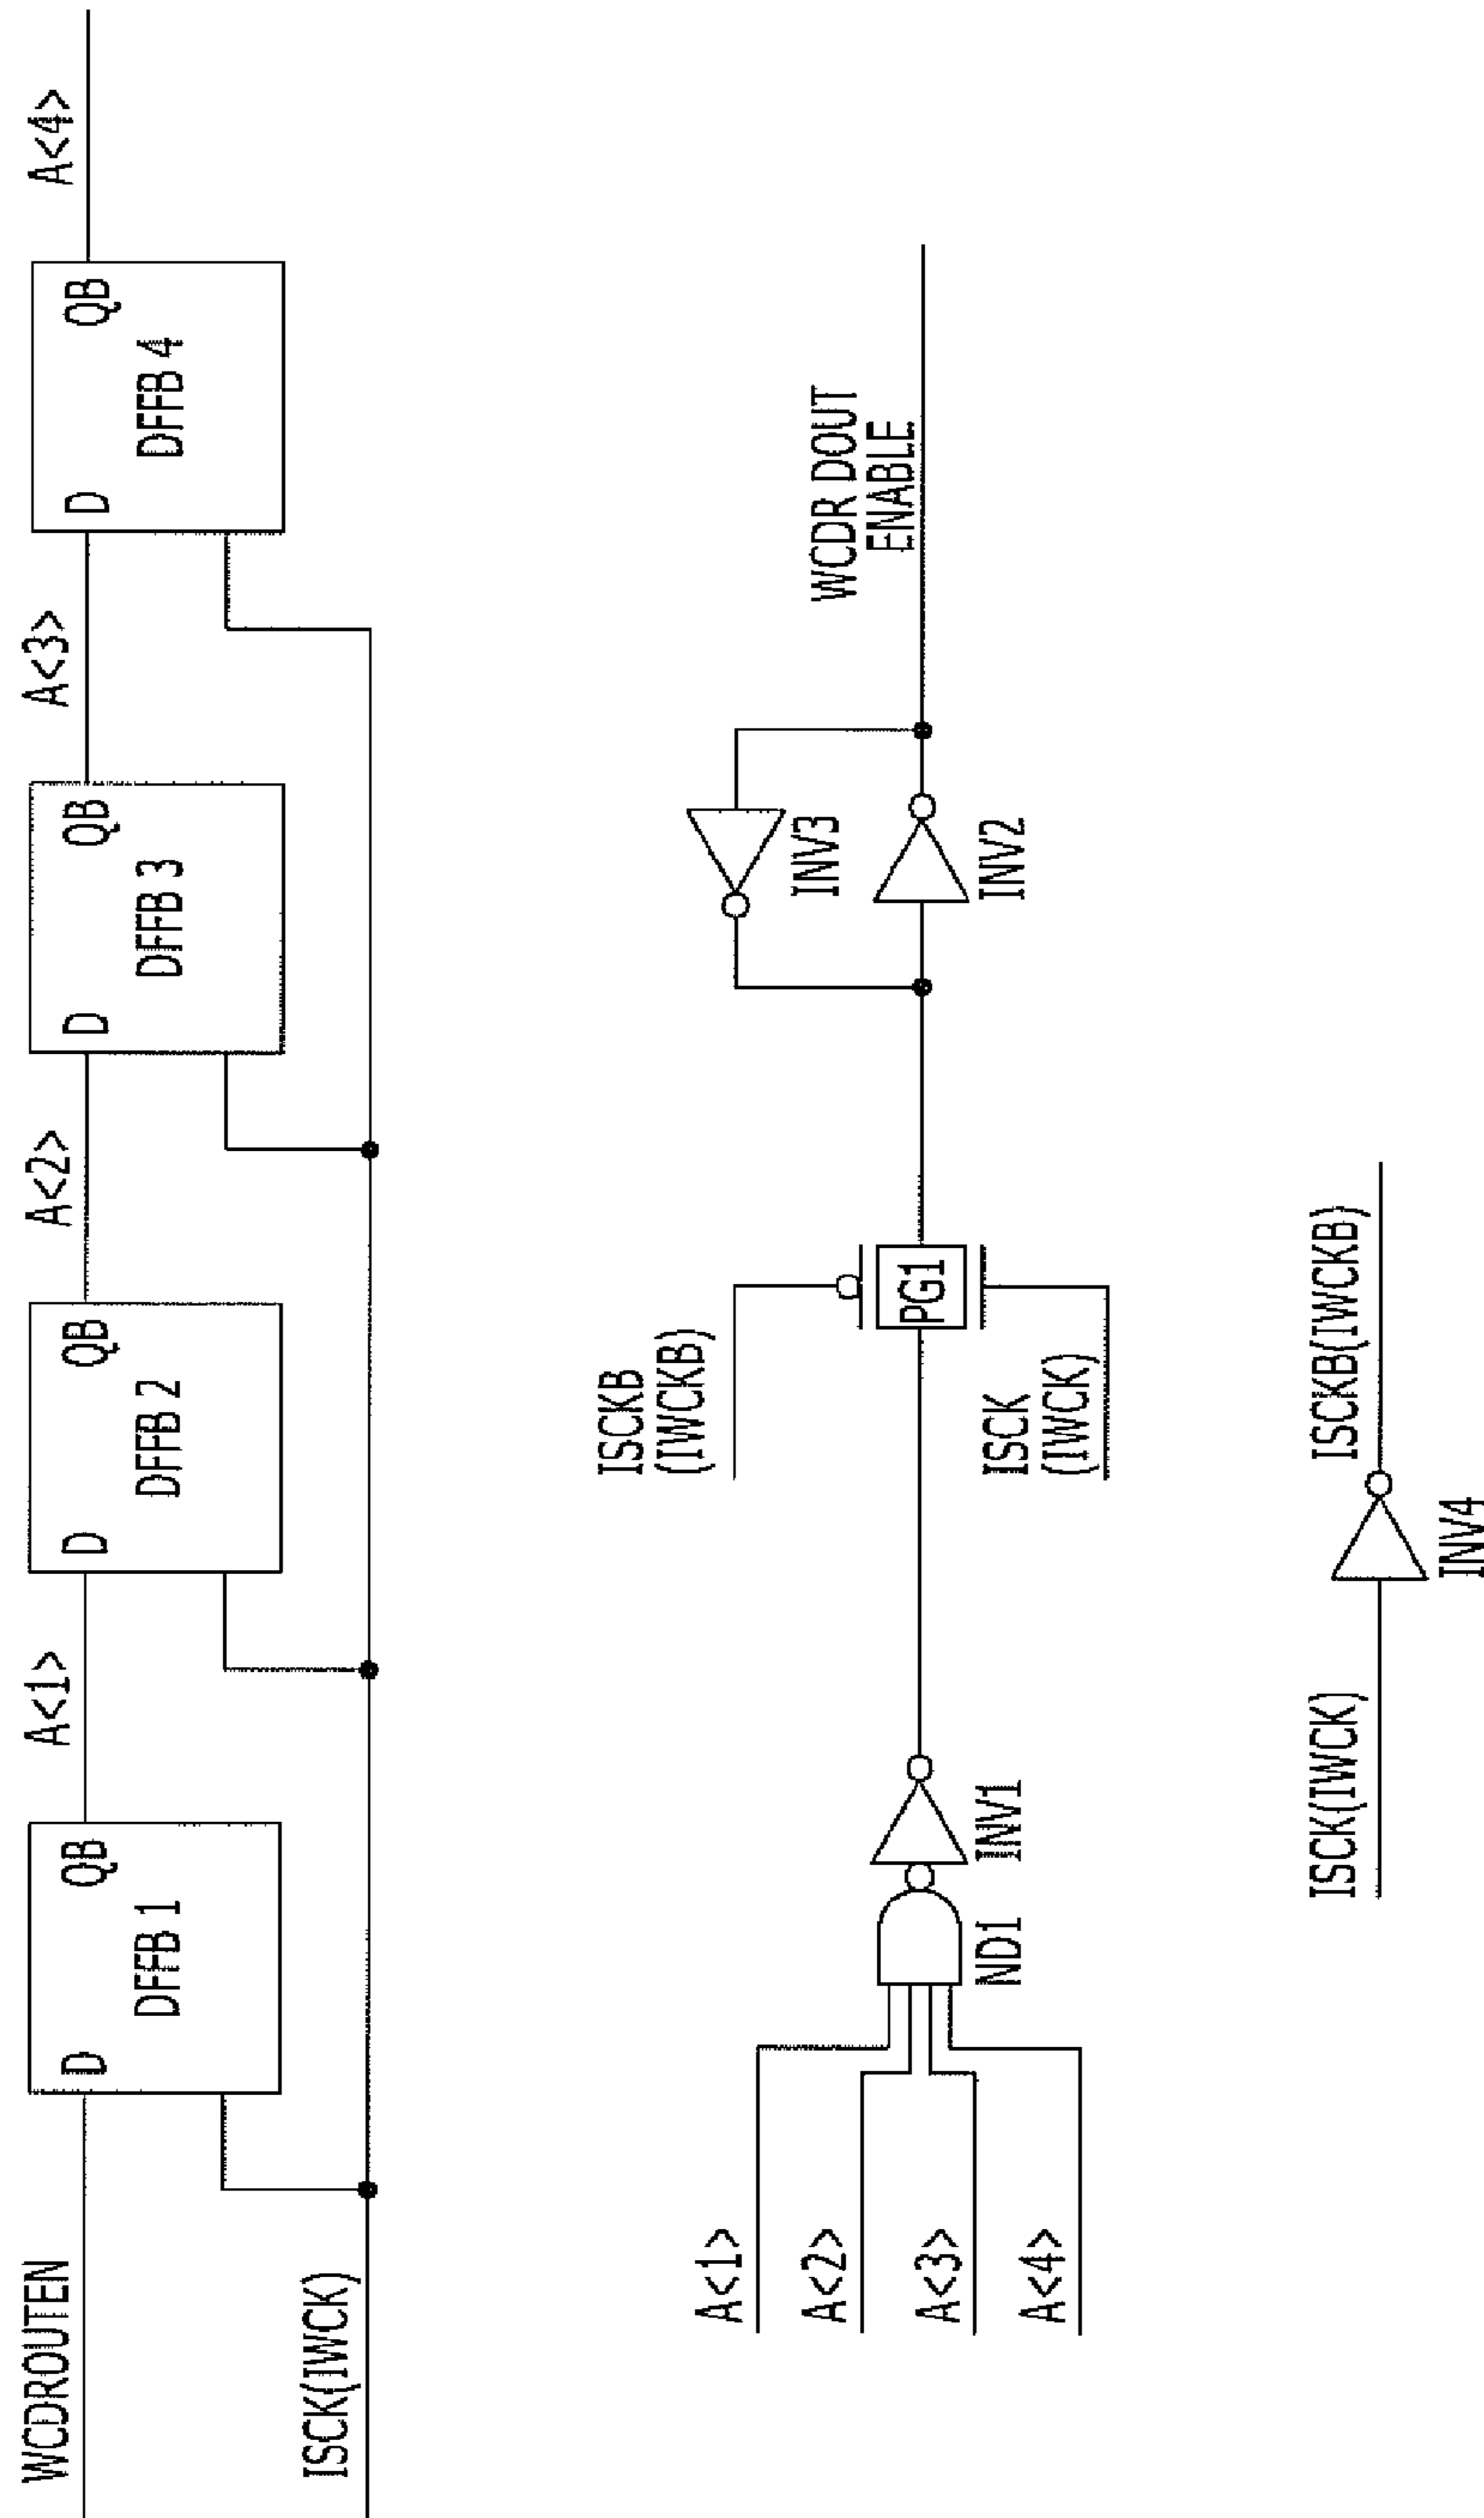 WCDROUTEN
D
QB
DFFB 1
A<1>
D
QB
DFFB 2
A<2>
D
QB
DFFB 3
A<3>
D
QB
DFFB 4
A<4>
ISCK(IWCK)
A<1>
A<2>
A<3>
A<4>
ND1
INV1
ISCKB
(IWCKB)
PG1
ISCK
(IWCK)
INV3
INV2
WCDR DOUT
ENABLE
ISCK(IWCK)
INV4
ISCKB(IWCKB)